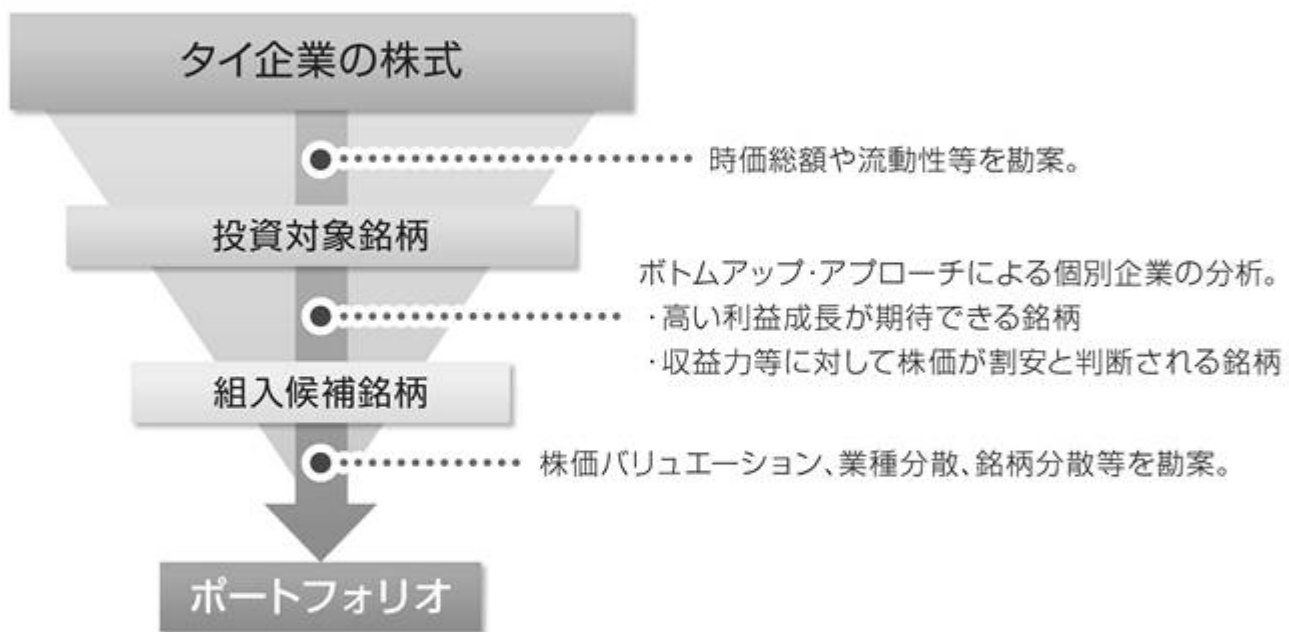 タイ企業の株式
時価総額や流動性等を勘案。
投資対象銘柄
ボトムアップ・アプローチによる個別企業の分析。
・高い利益成長が期待できる銘柄
・収益力等に対して株価が割安と判断される銘柄
組入候補銘柄
株価バリュエーション、業種分散、銘柄分散等を勘案。
ポートフォリオ